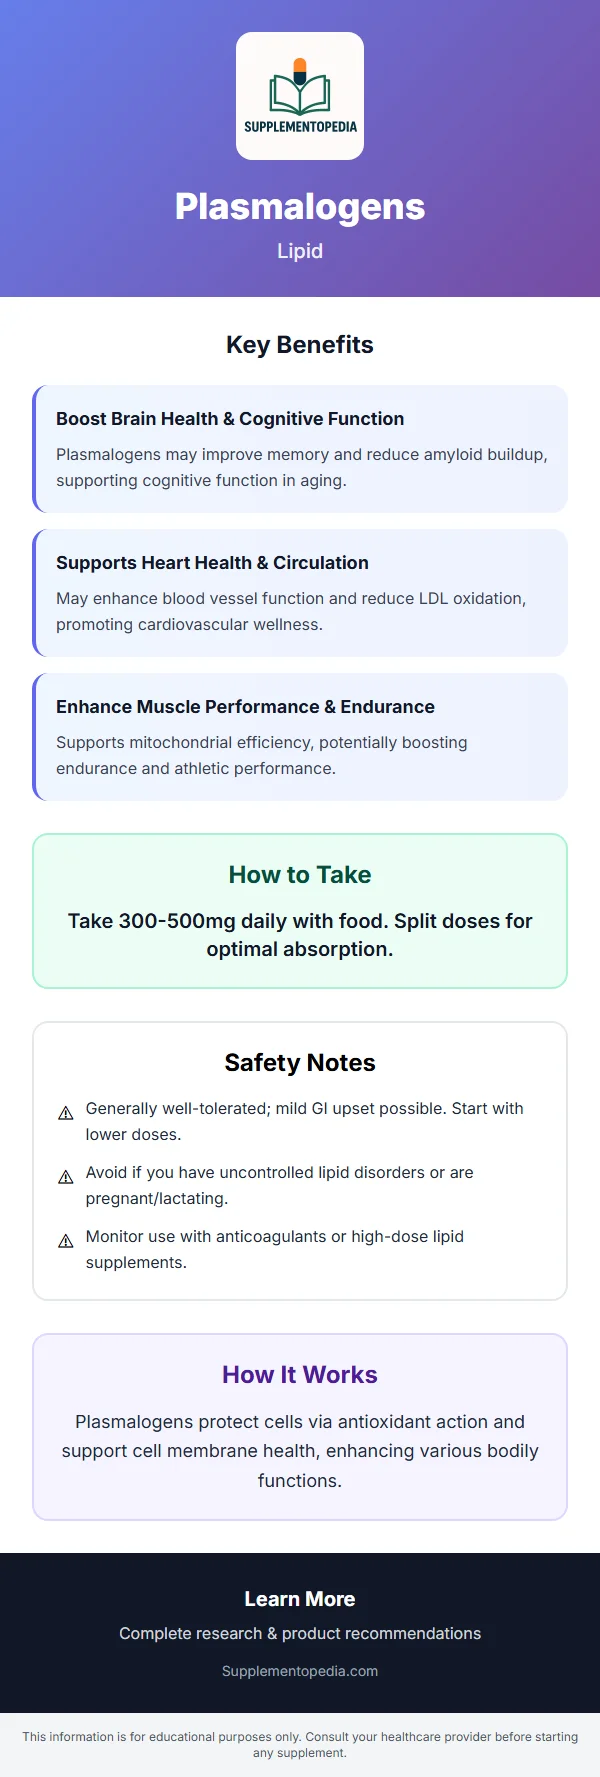 SUPPLEMENTOPEDIA
Plasmalogens
Lipid
Key Benefits
Boost Brain Health & Cognitive Function
Plasmalogens may improve memory and reduce amyloid buildup,
supporting cognitive function in aging.
Supports Heart Health & Circulation
May enhance blood vessel function and reduce LDL oxidation,
promoting cardiovascular wellness.
Enhance Muscle Performance & Endurance
Supports mitochondrial efficiency, potentially boosting
endurance and athletic performance.
How to Take
Take 300-500mg daily with food. Split doses for
optimal absorption.
Safety Notes
Generally well-tolerated; mild GI upset possible. Start with
lower doses.
Avoid if you have uncontrolled lipid disorders or are
pregnant/lactating.
Monitor use with anticoagulants or high-dose lipid
supplements.
How It Works
Plasmalogens protect cells via antioxidant action and
support cell membrane health, enhancing various bodily
functions.
Learn More
Complete research & product recommendations
Supplementopedia.com
This information is for educational purposes only. Consult your healthcare provider before starting
any supplement.